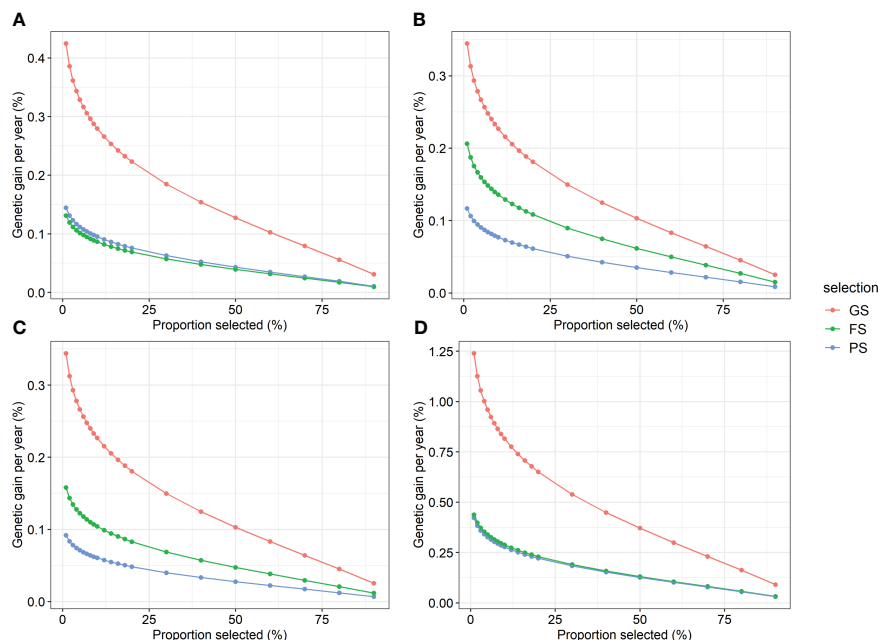 A
Genetic gain per year (%)
0.4
0.3
0.2
0.1
0.0
0
25
50
75
Proportion selected (%)
B
Genetic gain per year (%)
0.3
0.2
0.1
0.0
0
25
50
75
Proportion selected (%)
selection
GS
FS
PS
C
Genetic gain per year (%)
0.3
0.2
0.1
0.0
0
25
50
75
Proportion selected (%)
D
Genetic gain per year (%)
1.25
1.00
0.75
0.50
0.25
0.00
0
25
50
75
Proportion selected (%)